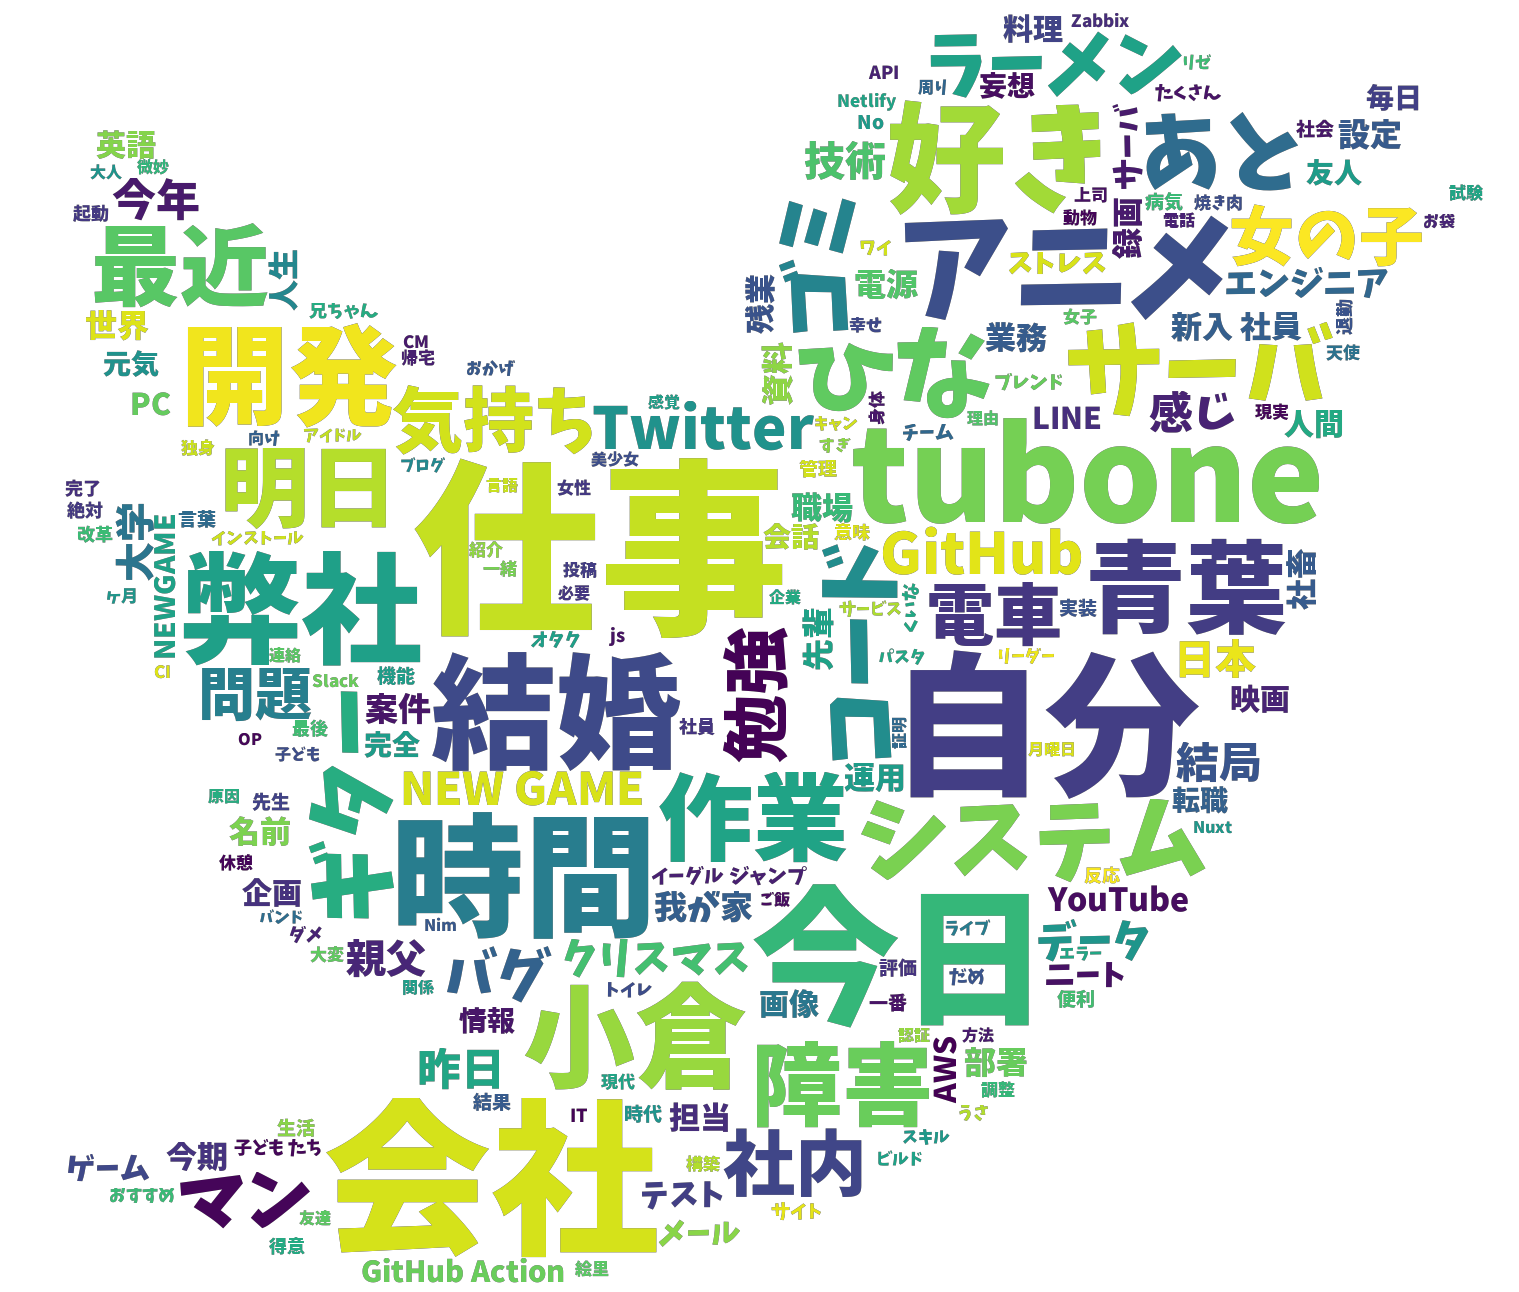 料理
Zabbix
ラーメン
リゼ
API
周り
妄想
たくさん
Netlify
No
好き
サーバ
あと
社会
設定
毎日
技術
友人
英語
大人
微妙
今年
起動
上司
病気
焼き肉
試験
動物
電話
録画
女の子
お袋
ゴミ
アニメ
ワイ
ストレス
最近
人生
電源
エンジニア
残業
幸せ
女子
業務
新入 社員
退勤
世界
兄ちゃん
開発
CM
帰宅
元気
おかげ
資料
ひな
サーバ
天使
ブレンド
PC
気持ち
感覚
Twitter
キャン
身体
理由
LINE
感じ
現実
人間
独身
向け
アイドル
すぎ
チーム
明日
ブログ
美少女
tubone
管理
完了
絶対
改革
大学
言葉
仕事
言語
女性
職場
インストール
会話
意味
GitHub
NEWGAME
弊社
紹介
一緒
投稿
必要
企業
ケ月
青葉
社畜
電車
実装
サービス
ないく
先輩
コード
連絡
オタク
js
勉強
パスタ
リーダー
日本
CI
問題
Slack
機能
ギター
案件
結婚
社員
自分
映画
最後
完全
証明
月曜日
OP
子ども
結局
運用
NEW GAME
作業
転職
原因
先生
システム
Nuxt
名前
時間
休憩
イーグル ジャンプ
反応
企画
我が家
ご飯
YouTube
バンド
Nim
今日
ライブ
ダメ
データ
エラー
大変
親父
バグ
クリスマス
評価
だめ
ニート
関係
トイレ
画像
一番
便利
情報
小倉
認証
方法
昨日
現代
障害
AWS
部署
調整
結果
会社
IT
時代
担当
うさ
生活
スキル
今期
子ども たち
社内
ゲーム
構築
ビルド
おすすめ
マン
テスト
友達
メール
サイト
得意
GitHub Action
絵里